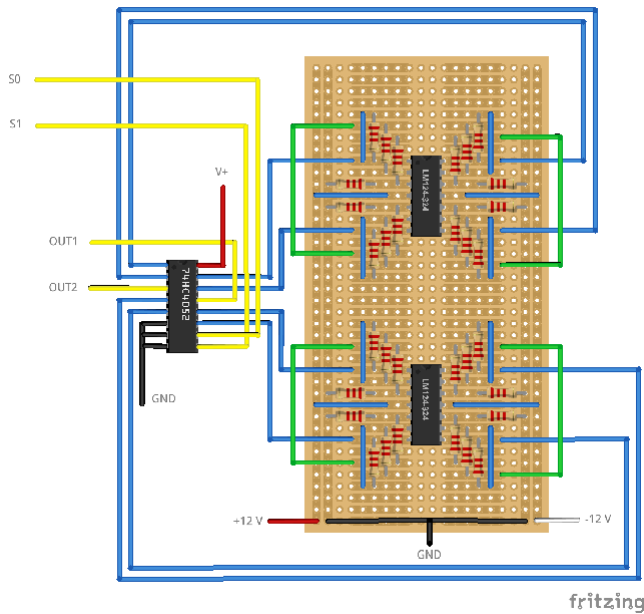 S0
S1
V+
LM124-324
OUT1
74HC4052
OUT2
GND
LM124-324
+12 V
-12 V
GND
fritzing